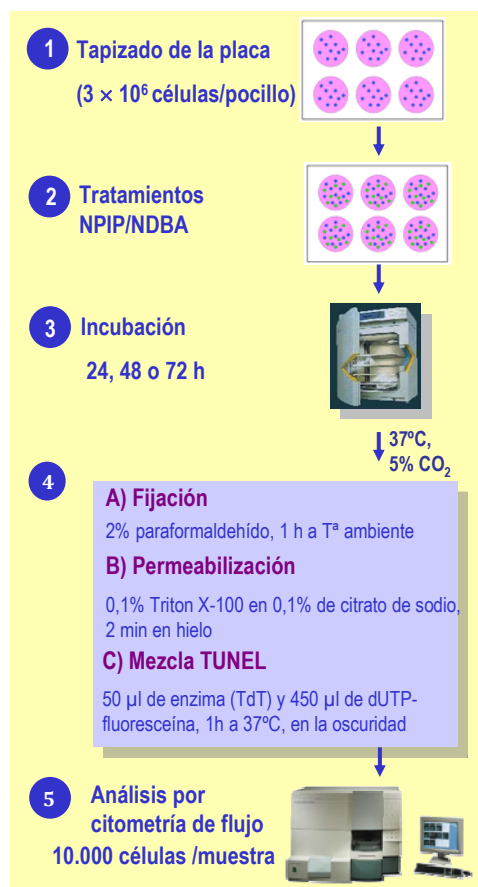 1 Tapizado de la placa
(3 × 10⁶ células/pocillo)
2 Tratamientos
NPIP/NDBA
3 Incubación
24, 48 o 72 h
37ºC,
5% CO₂
4
A) Fijación
2% paraformaldehído, 1 h a Tª ambiente
B) Permeabilización
0,1% Triton X-100 en 0,1% de citrato de sodio,
2 min en hielo
C) Mezcla TUNEL
50 µl de enzima (TdT) y 450 µl de dUTP-
fluoresceína, 1h a 37ºC, en la oscuridad
5 Análisis por
citometría de flujo
10.000 células /muestra